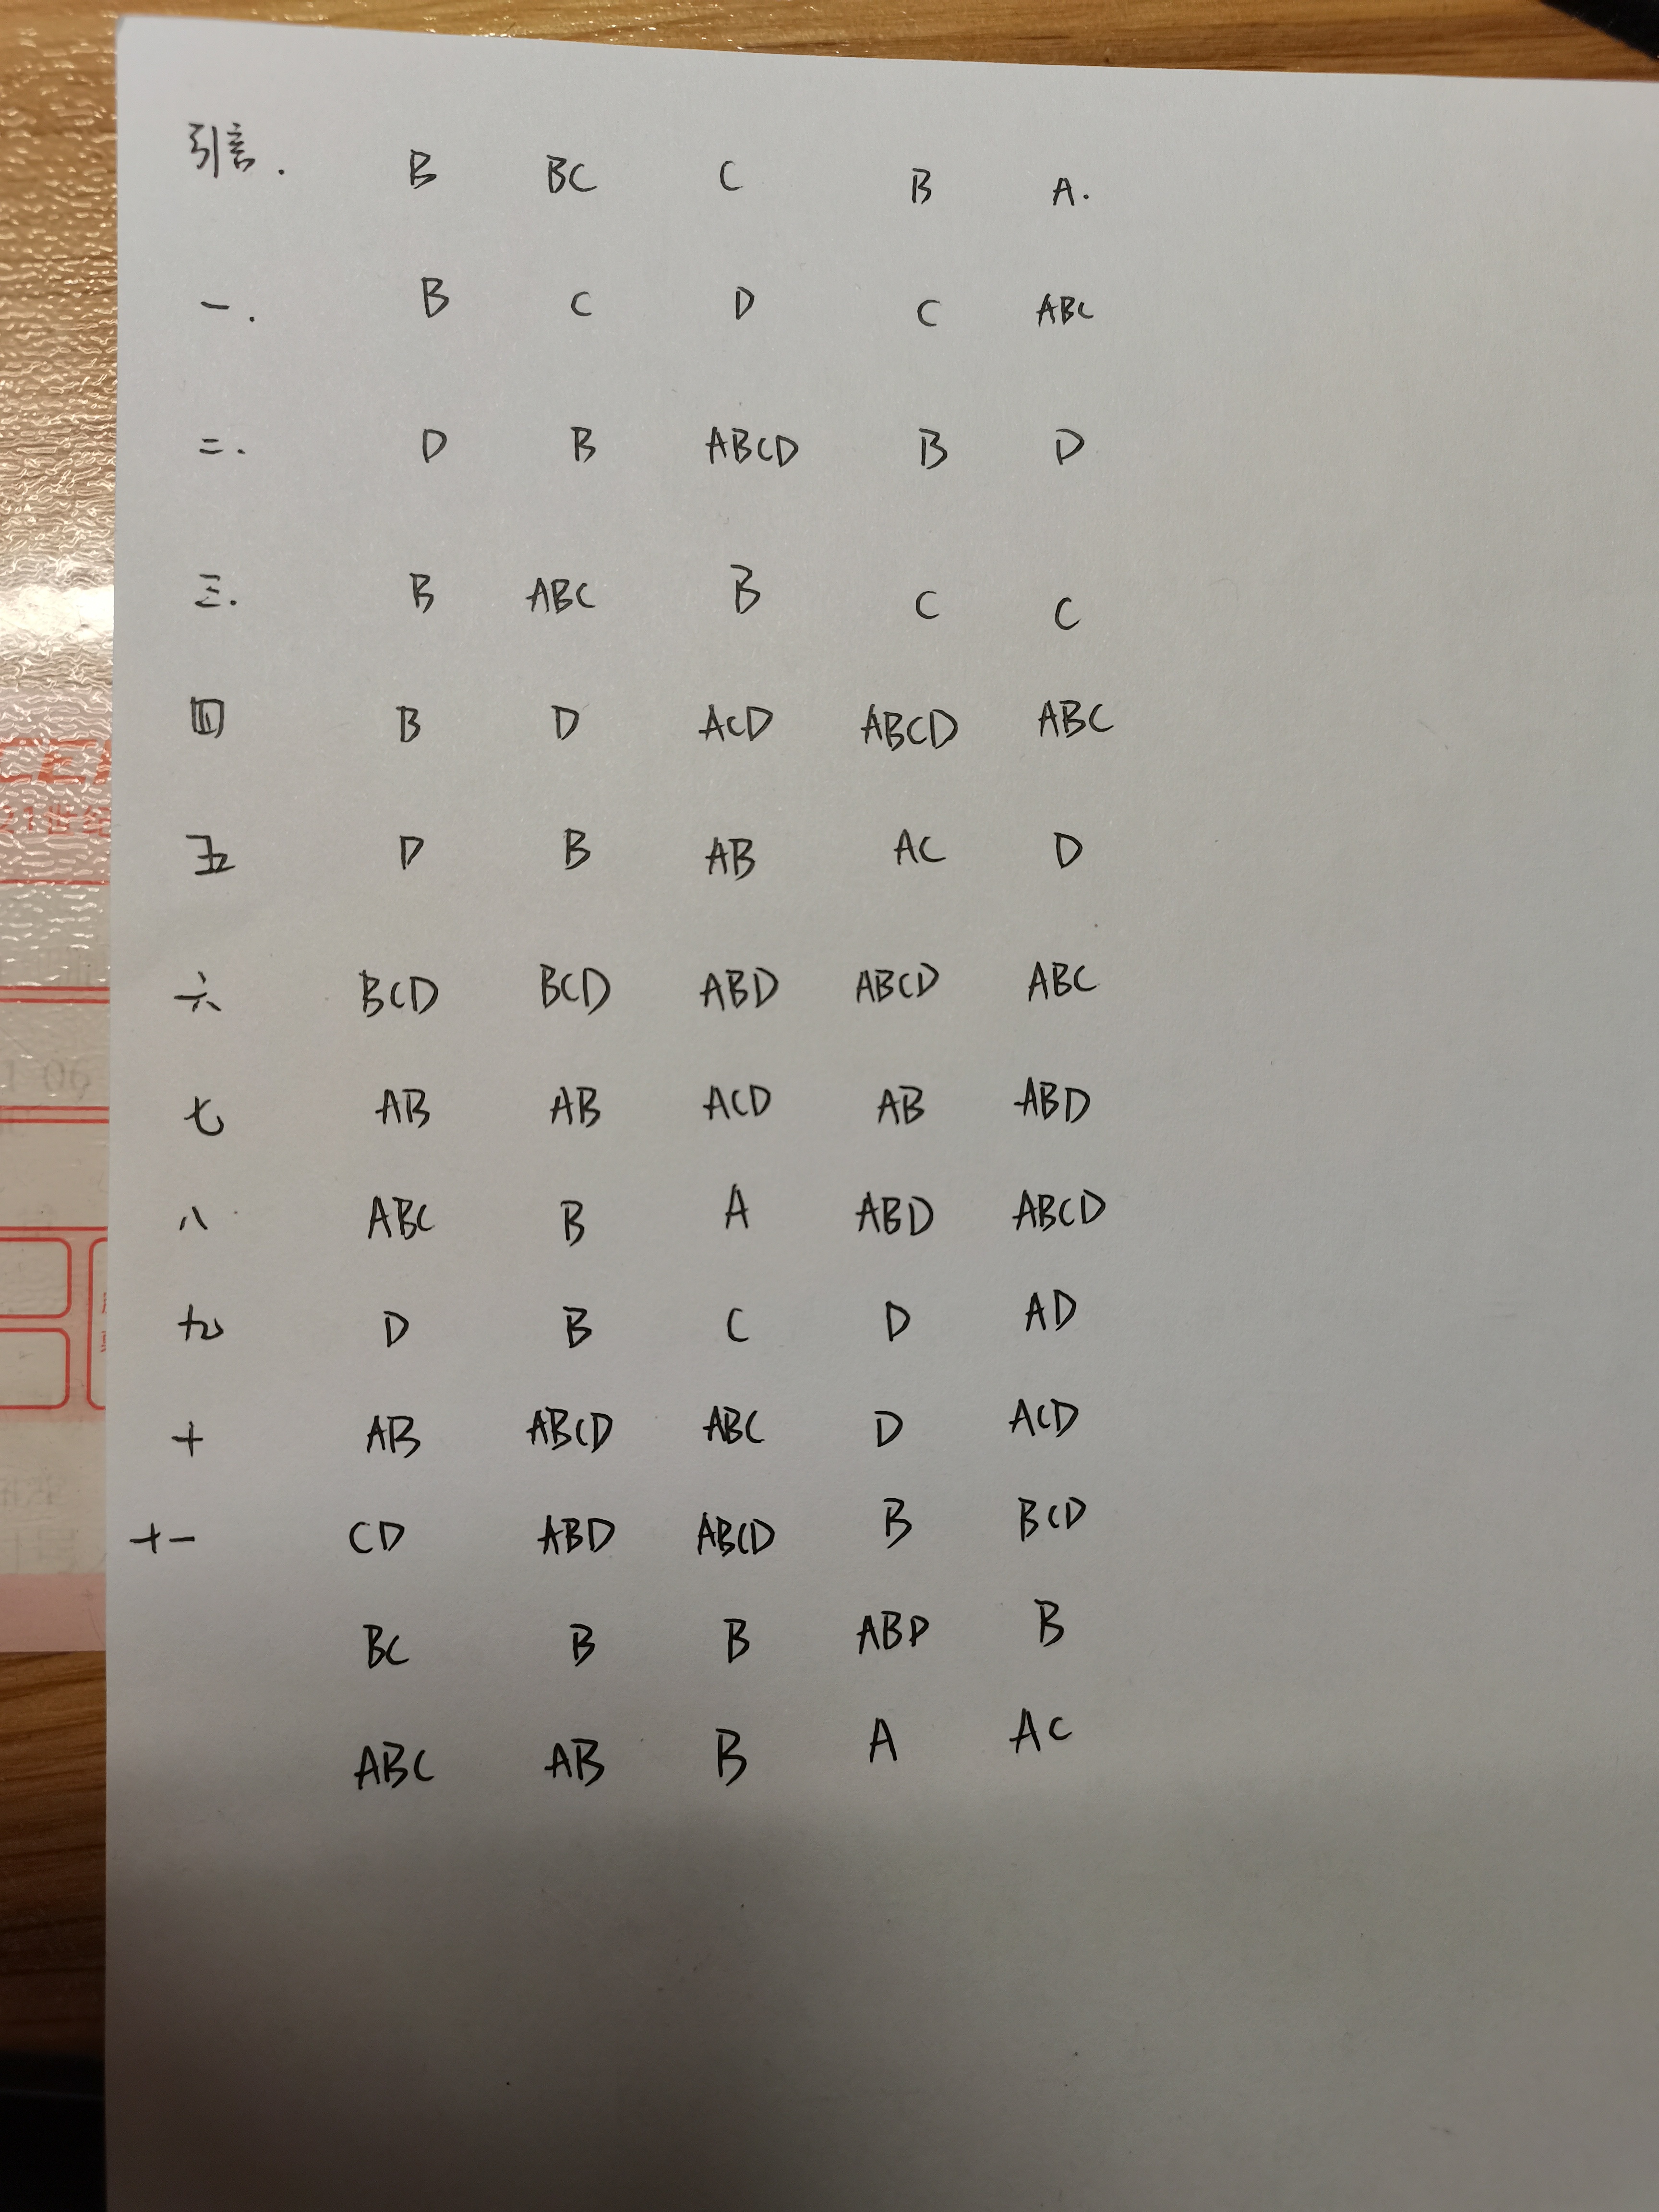 引言. B BC C B A.
一. B C D C ABC
二. D B ABCD B D
三. B ABC B C C
四 B D ACD ABCD ABC
五 D B AB AC D
六 BCD BCD ABD ABCD ABC
七 AB AB ACD AB ABD
八 ABC B A ABD ABCD
九 D B C D AD
十 AB ABCD ABC D ACD
十一 CD ABD ABCD B BCD
BC B B ABD B
ABC AB B A AC
06